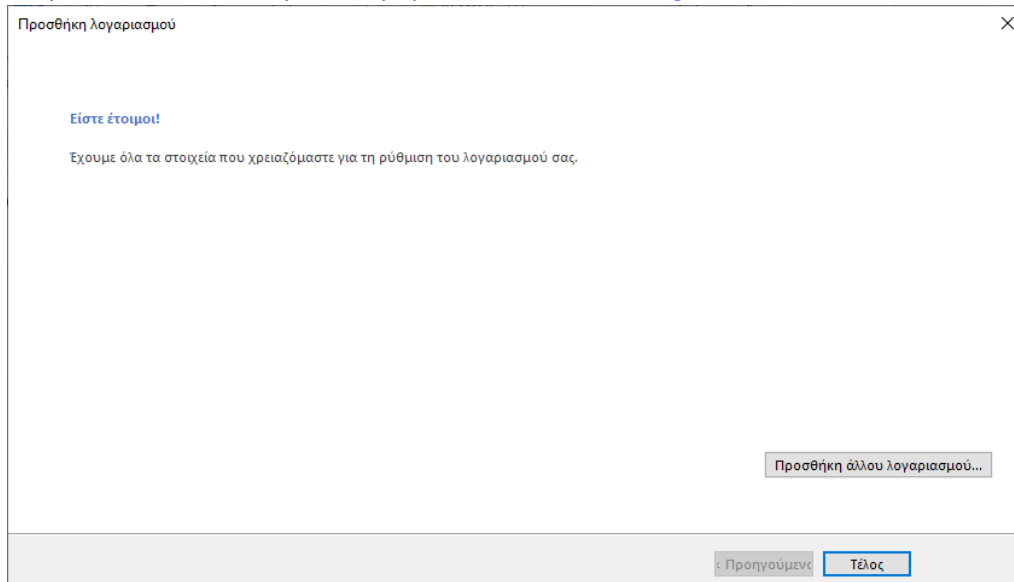 Προσθήκη λογαριασμού
Είστε έτοιμοι!
Έχουμε όλα τα στοιχεία που χρειαζόμαστε για τη ρύθμιση του λογαριασμού σας.
Προσθήκη άλλου λογαριασμού...
Τέλος